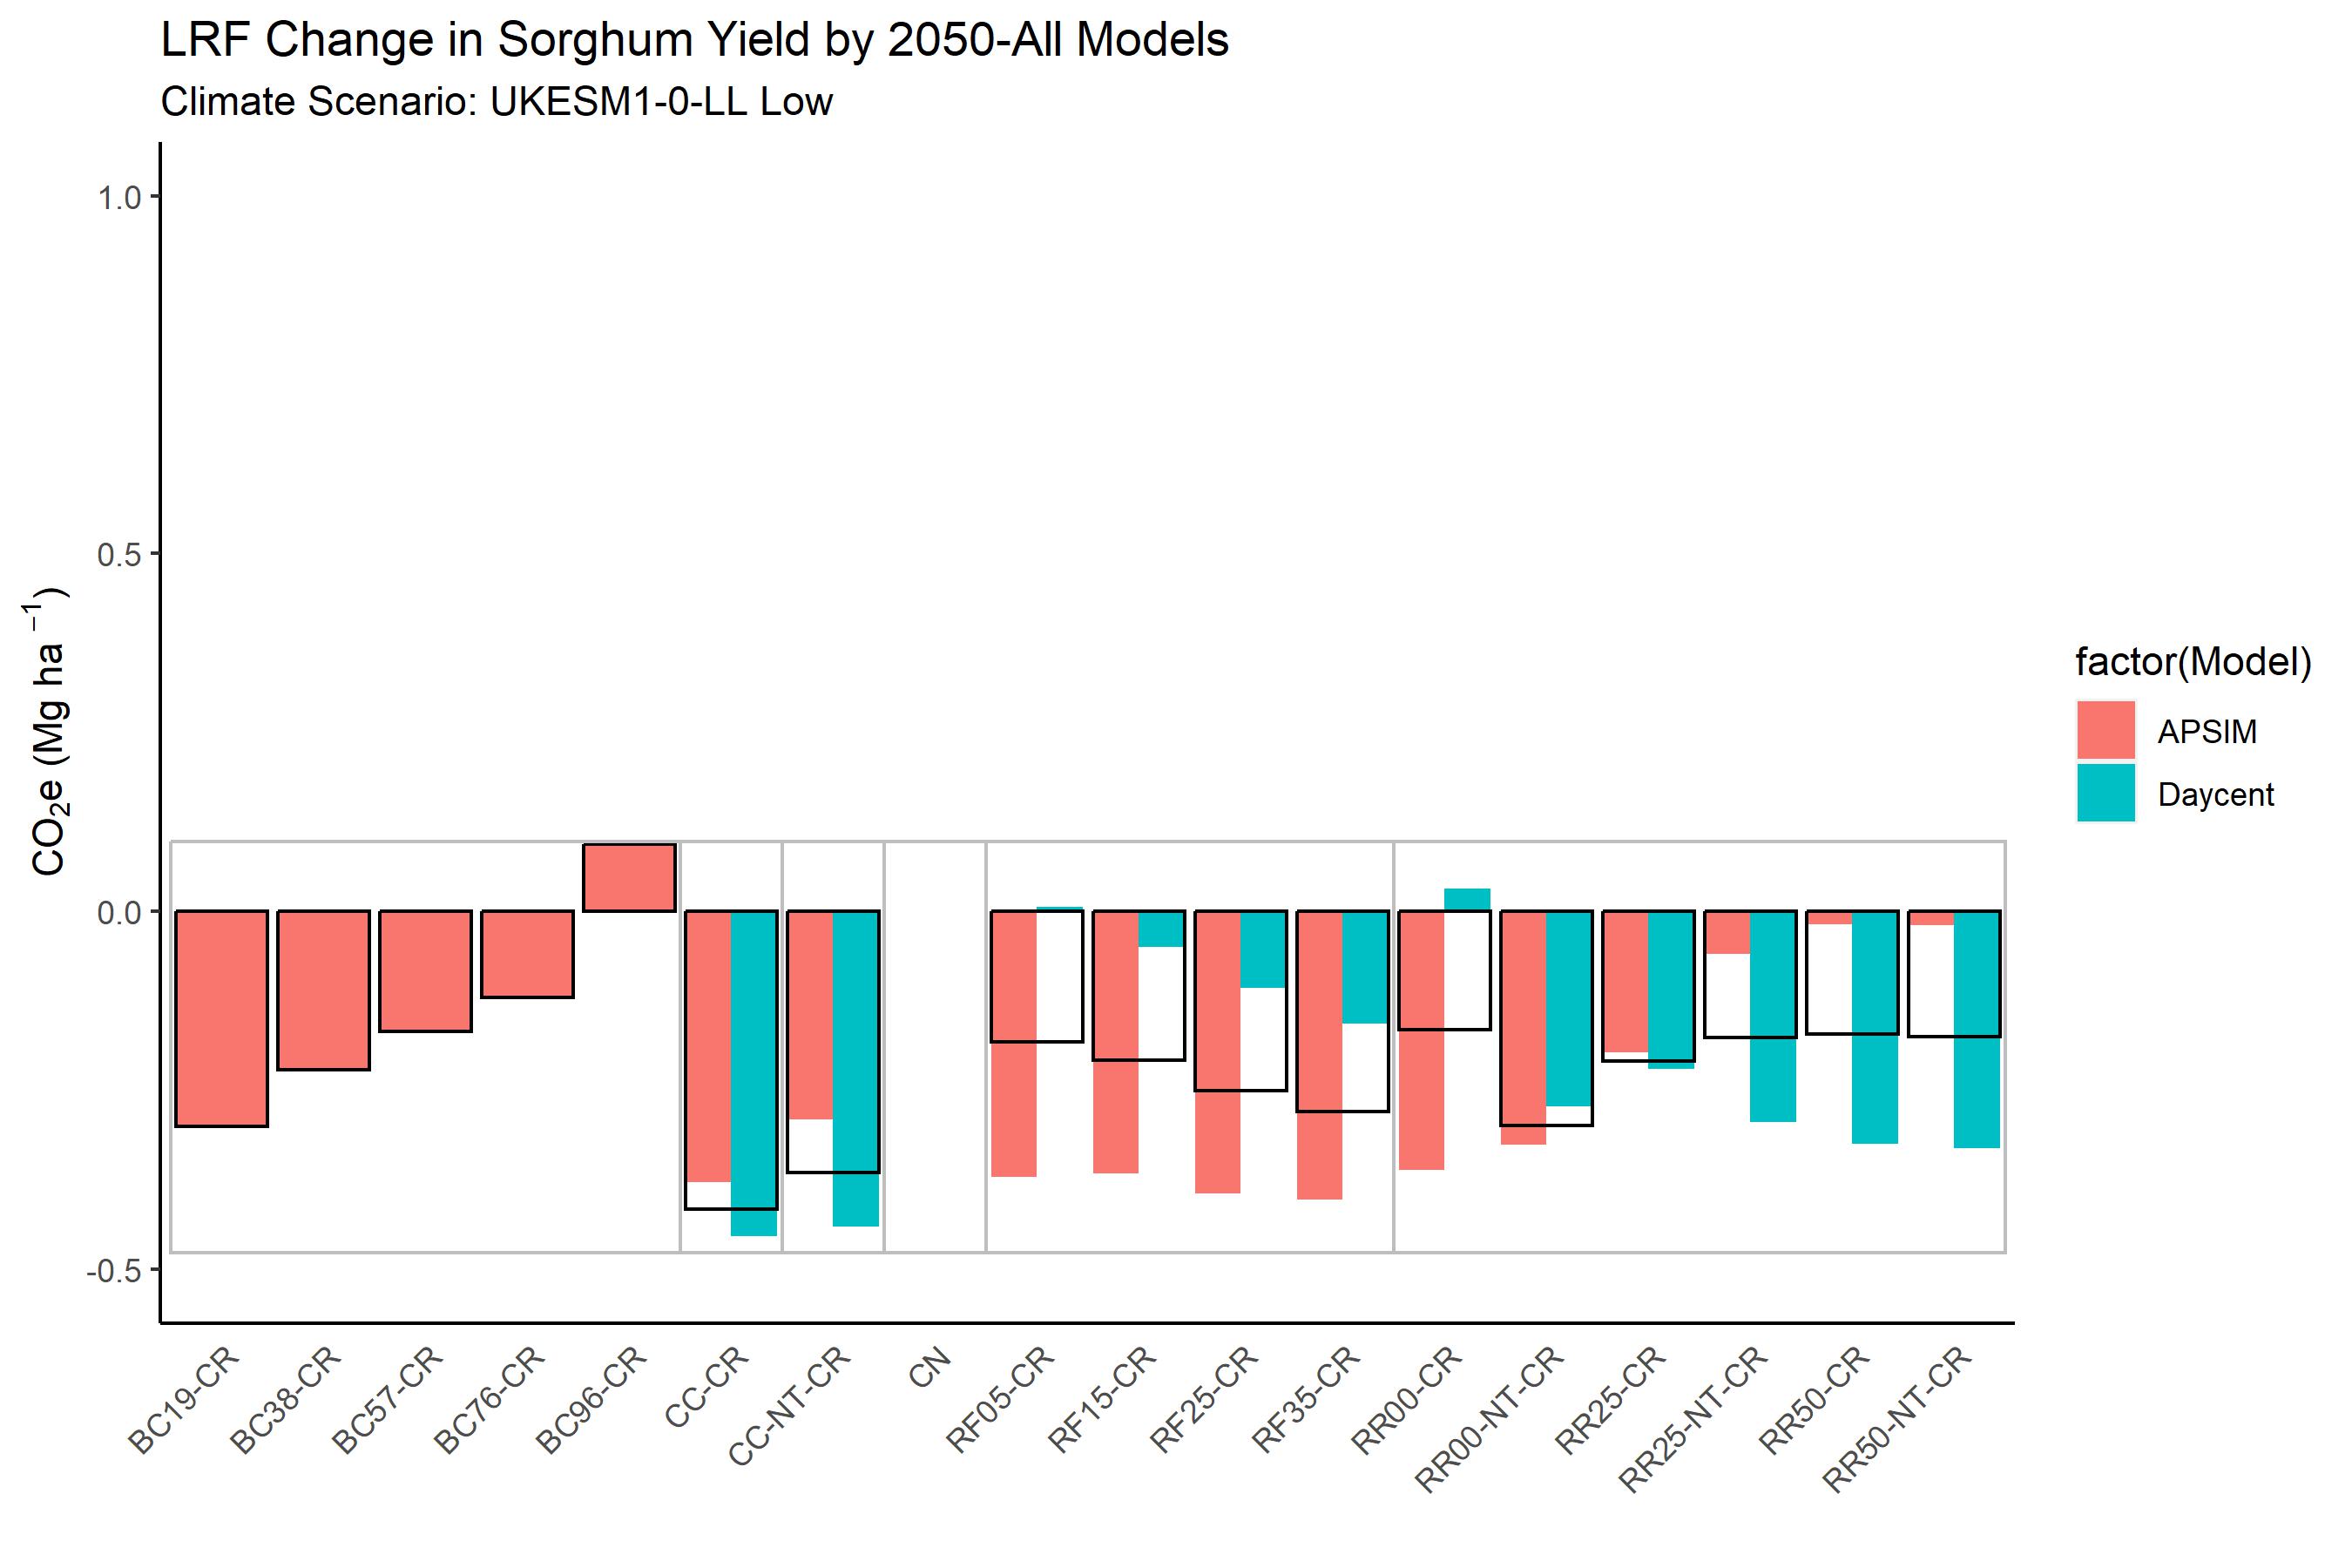 LRF Change in Sorghum Yield by 2050-All Models
Climate Scenario: UKESM1-0-LL Low
CO₂e (Mg ha ⁻¹)
1.0
0.5
0.0
-0.5
BC19-CR
BC38-CR
BC57-CR
BC76-CR
BC96-CR
CC-CR
CC-NT-CR
CN
RF05-CR
RF15-CR
RF25-CR
RF35-CR
RR00-CR
RR00-NT-CR
RR25-CR
RR25-NT-CR
RR50-CR
RR50-NT-CR
factor(Model)
APSIM
Daycent